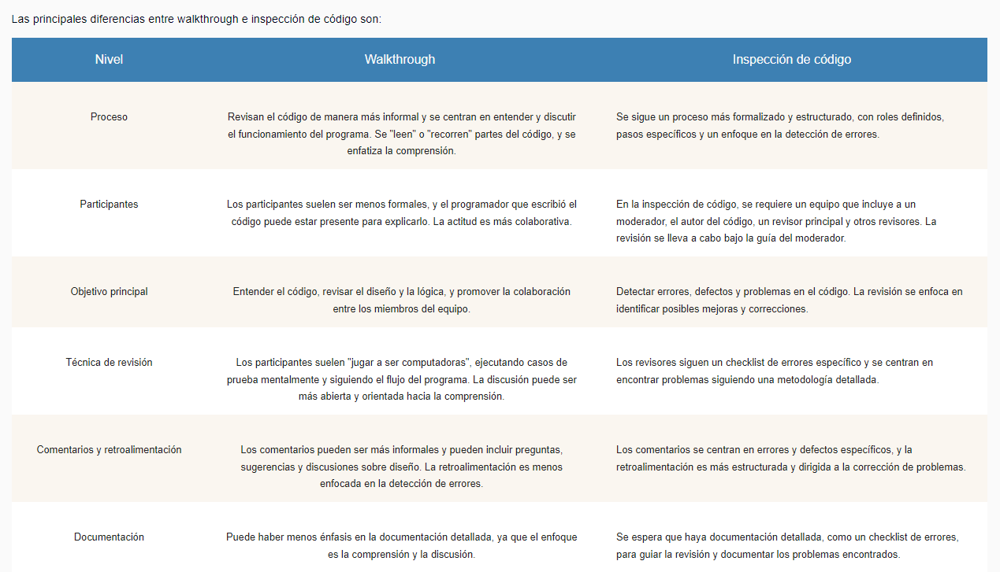 Las principales diferencias entre walkthrough e inspección de código son:
Nivel Walkthrough Inspección de código
Proceso
Revisan el código de manera más informal y se centran en entender y discutir
el funcionamiento del programa. Se "leen" o "recorren" partes del código, y se
enfatiza la comprensión.
Se sigue un proceso más formalizado y estructurado, con roles definidos,
pasos específicos y un enfoque en la detección de errores.
Participantes
Los participantes suelen ser menos formales, y el programador que escribió el
código puede estar presente para explicarlo. La actitud es más colaborativa.
En la inspección de código, se requiere un equipo que incluye a un
moderador, el autor del código, un revisor principal y otros revisores. La
revisión se lleva a cabo bajo la guía del moderador.
Objetivo principal
Entender el código, revisar el diseño y la lógica, y promover la colaboración
entre los miembros del equipo.
Detectar errores, defectos y problemas en el código. La revisión se enfoca en
identificar posibles mejoras y correcciones.
Técnica de revisión
Los participantes suelen "jugar a ser computadoras", ejecutando casos de
prueba mentalmente y siguiendo el flujo del programa. La discusión puede ser
más abierta y orientada hacia la comprensión.
Los revisores siguen un checklist de errores específico y se centran en
encontrar problemas siguiendo una metodología detallada.
Comentarios y retroalimentación
Los comentarios pueden ser más informales y pueden incluir preguntas,
sugerencias y discusiones sobre diseño. La retroalimentación es menos
enfocada en la detección de errores.
Los comentarios se centran en errores y defectos específicos, y la
retroalimentación es más estructurada y dirigida a la corrección de problemas.
Documentación
Puede haber menos énfasis en la documentación detallada, ya que el enfoque
es la comprensión y la discusión.
Se espera que haya documentación detallada, como un checklist de errores,
para guiar la revisión y documentar los problemas encontrados.